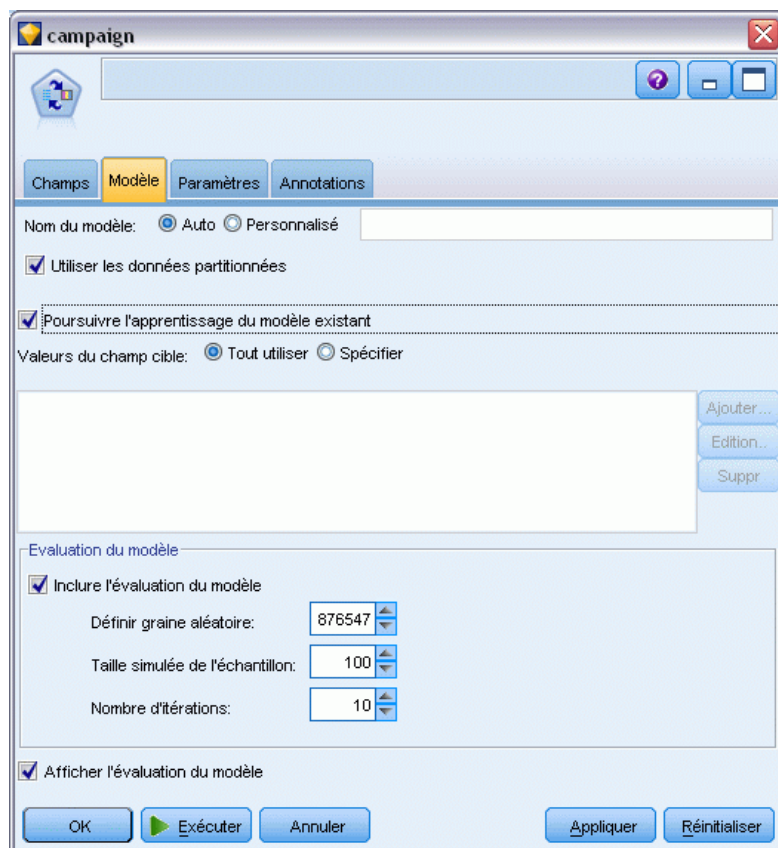 campaign
Champs Modèle Paramètres Annotations
Nom du modèle: Auto Personnalisé
Utiliser les données partitionnées
Poursuivre l'apprentissage du modèle existant
Valeurs du champ cible: Tout utiliser Spécifier
Ajouter...
Edition...
Suppr
Evaluation du modèle
Inclure l'évaluation du modèle
Définir graine aléatoire: 876547
Taille simulée de l'échantillon: 100
Nombre d'itérations: 10
Afficher l'évaluation du modèle
OK Exécuter Annuler Appliquer Réinitialiser